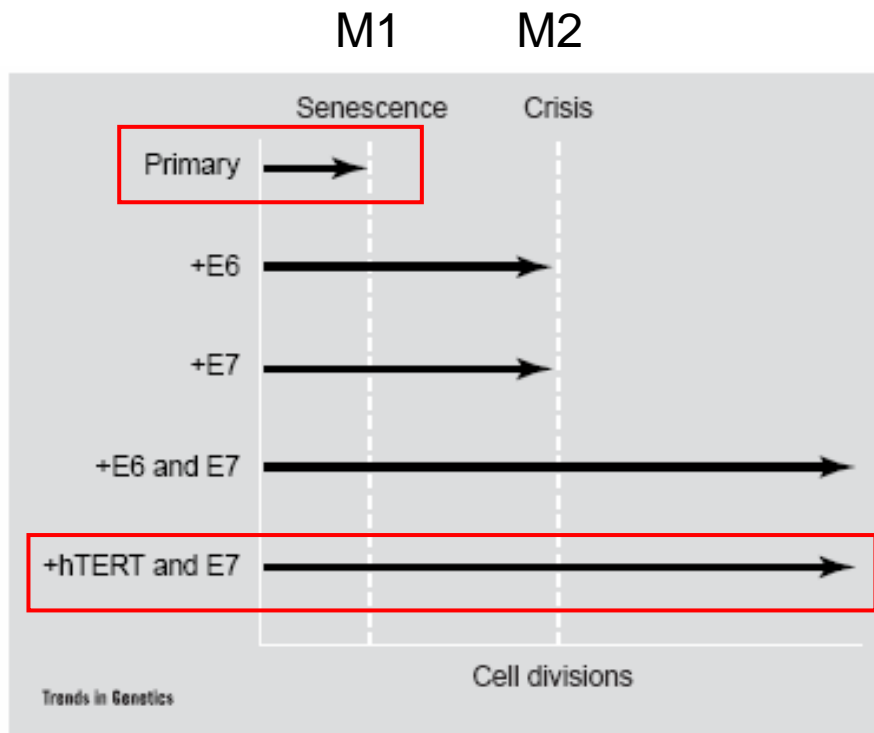 M1 M2
Senescence Crisis
Primary
+E6
+E7
+E6 and E7
+hTERT and E7
Cell divisions
Trends in Genetics